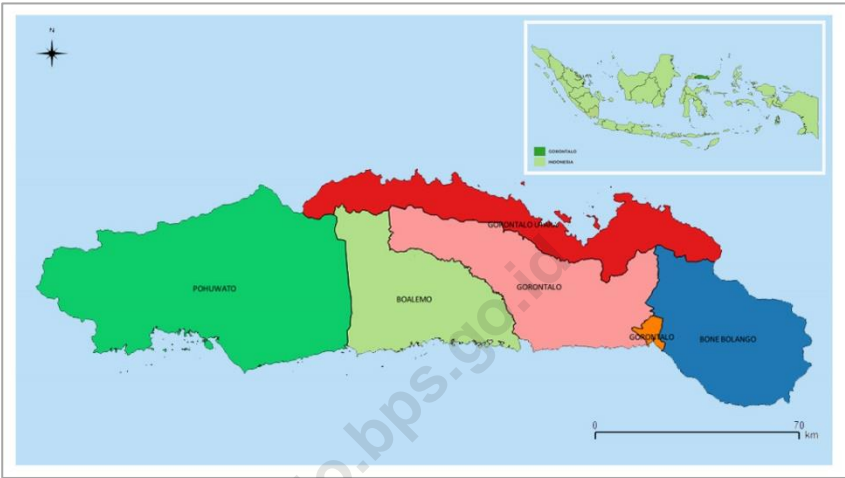 N
GORONTALO
INDONESIA
GORONTALO UTARA
POHUWATO
GORONTALO
BOALEMO
GORONTALO
BONE BOLANGO
0 70
km
o.bps.go.id